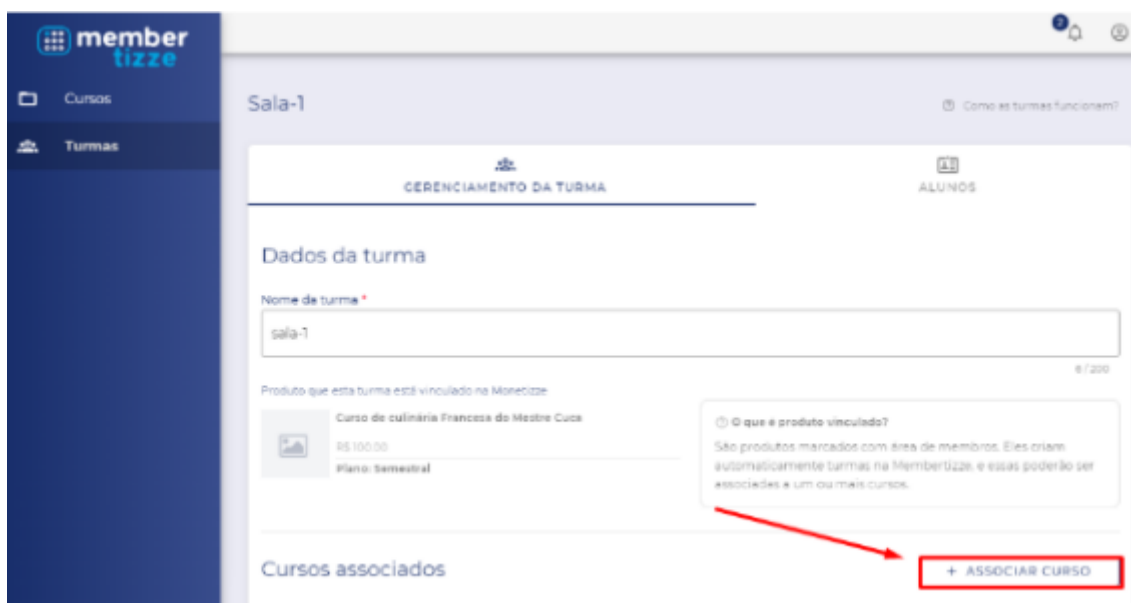 member
tizze
2
Cursos
Turmas
Sala-1
Como as turmas funcionam?
GERENCIAMENTO DA TURMA
ALUNOS
Dados da turma
Nome da turma *
sala-1
6 / 200
Produto que esta turma está vinculado na Monetizze
Curso de culinária Francesa do Mestre Cuca
R$ 100,00
Plano: Semestral
O que é produto vinculado?
São produtos marcados com área de membros. Eles criam
automaticamente turmas na Membertizze, e essas poderão ser
associadas a um ou mais cursos.
Cursos associados
+ ASSOCIAR CURSO